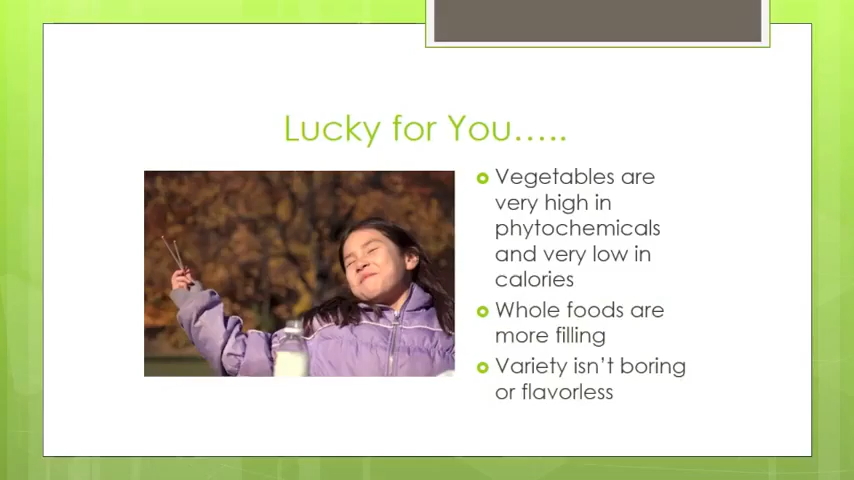 Lucky for You…..
Vegetables are
very high in
phytochemicals
and very low in
calories
Whole foods are
more filling
Variety isn't boring
or flavorless